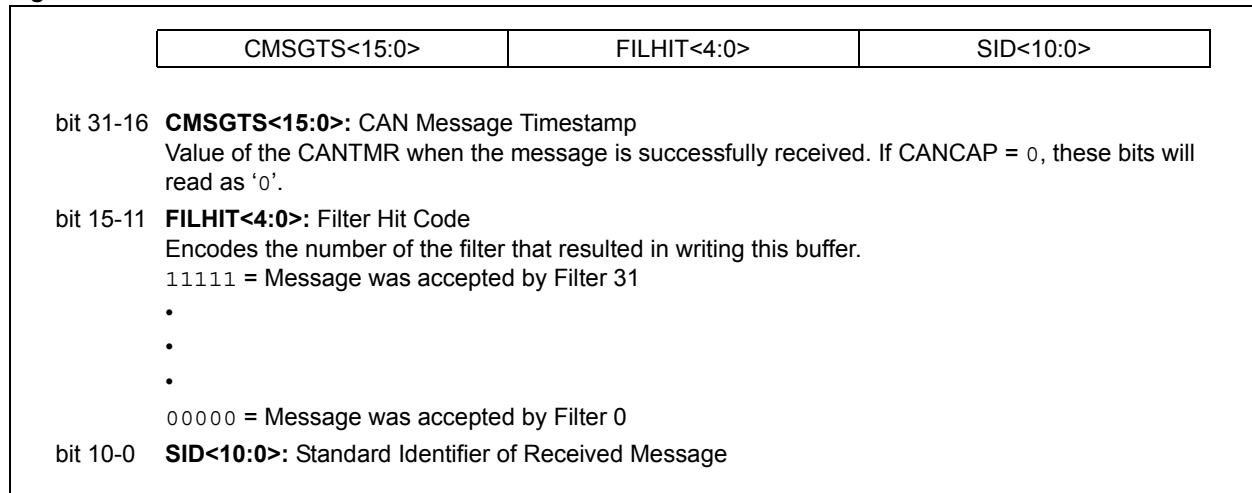 CMSGTS<15:0> FILHIT<4:0> SID<10:0>
bit 31-16 CMSGTS<15:0>: CAN Message Timestamp
Value of the CANTMR when the message is successfully received. If CANCAP = 0, these bits will
read as ‘0’.
bit 15-11 FILHIT<4:0>: Filter Hit Code
Encodes the number of the filter that resulted in writing this buffer.
11111 = Message was accepted by Filter 31
•
•
•
00000 = Message was accepted by Filter 0
bit 10-0 SID<10:0>: Standard Identifier of Received Message